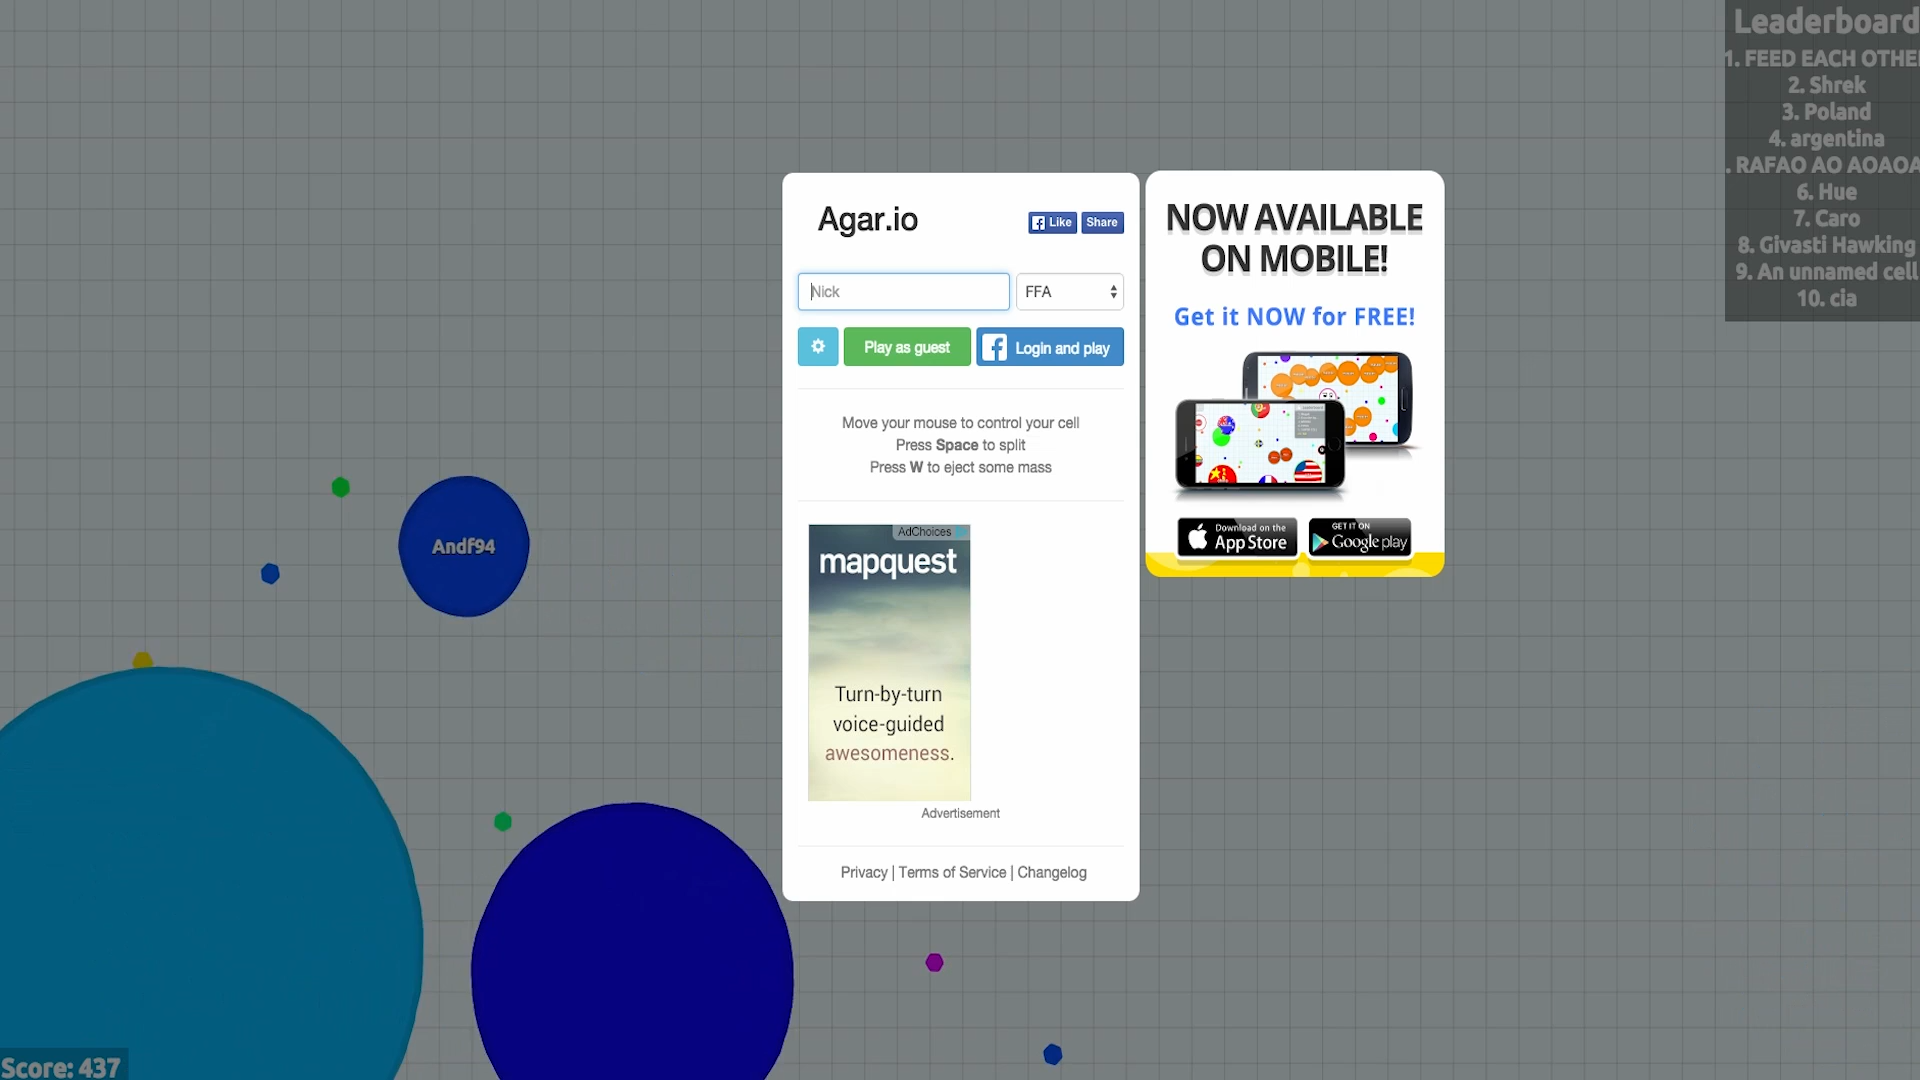 Leaderboard
1. FEED EACH OTHE
2. Shrek
3. Poland
4. argentina
. RAFAO AO AOAOA
6. Hue
7. Caro
8. Givasti Hawking
9. An unnamed cell
10. cia
Agar.io
Like
Share
Nick
FFA
Play as guest
Login and play
Move your mouse to control your cell
Press Space to split
Press W to eject some mass
AdChoices
mapquest
Turn-by-turn
voice-guided
awesomeness.
Advertisement
Privacy | Terms of Service | Changelog
NOW AVAILABLE
ON MOBILE!
Get it NOW for FREE!
Download on the
App Store
GET IT ON
Google play
Andf94
Score: 437